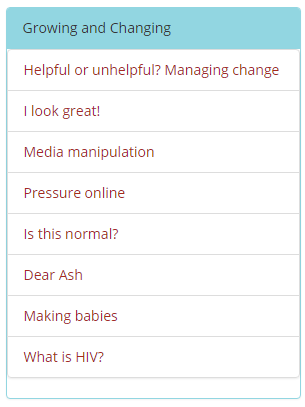 Growing and Changing
Helpful or unhelpful? Managing change
I look great!
Media manipulation
Pressure online
Is this normal?
Dear Ash
Making babies
What is HIV?